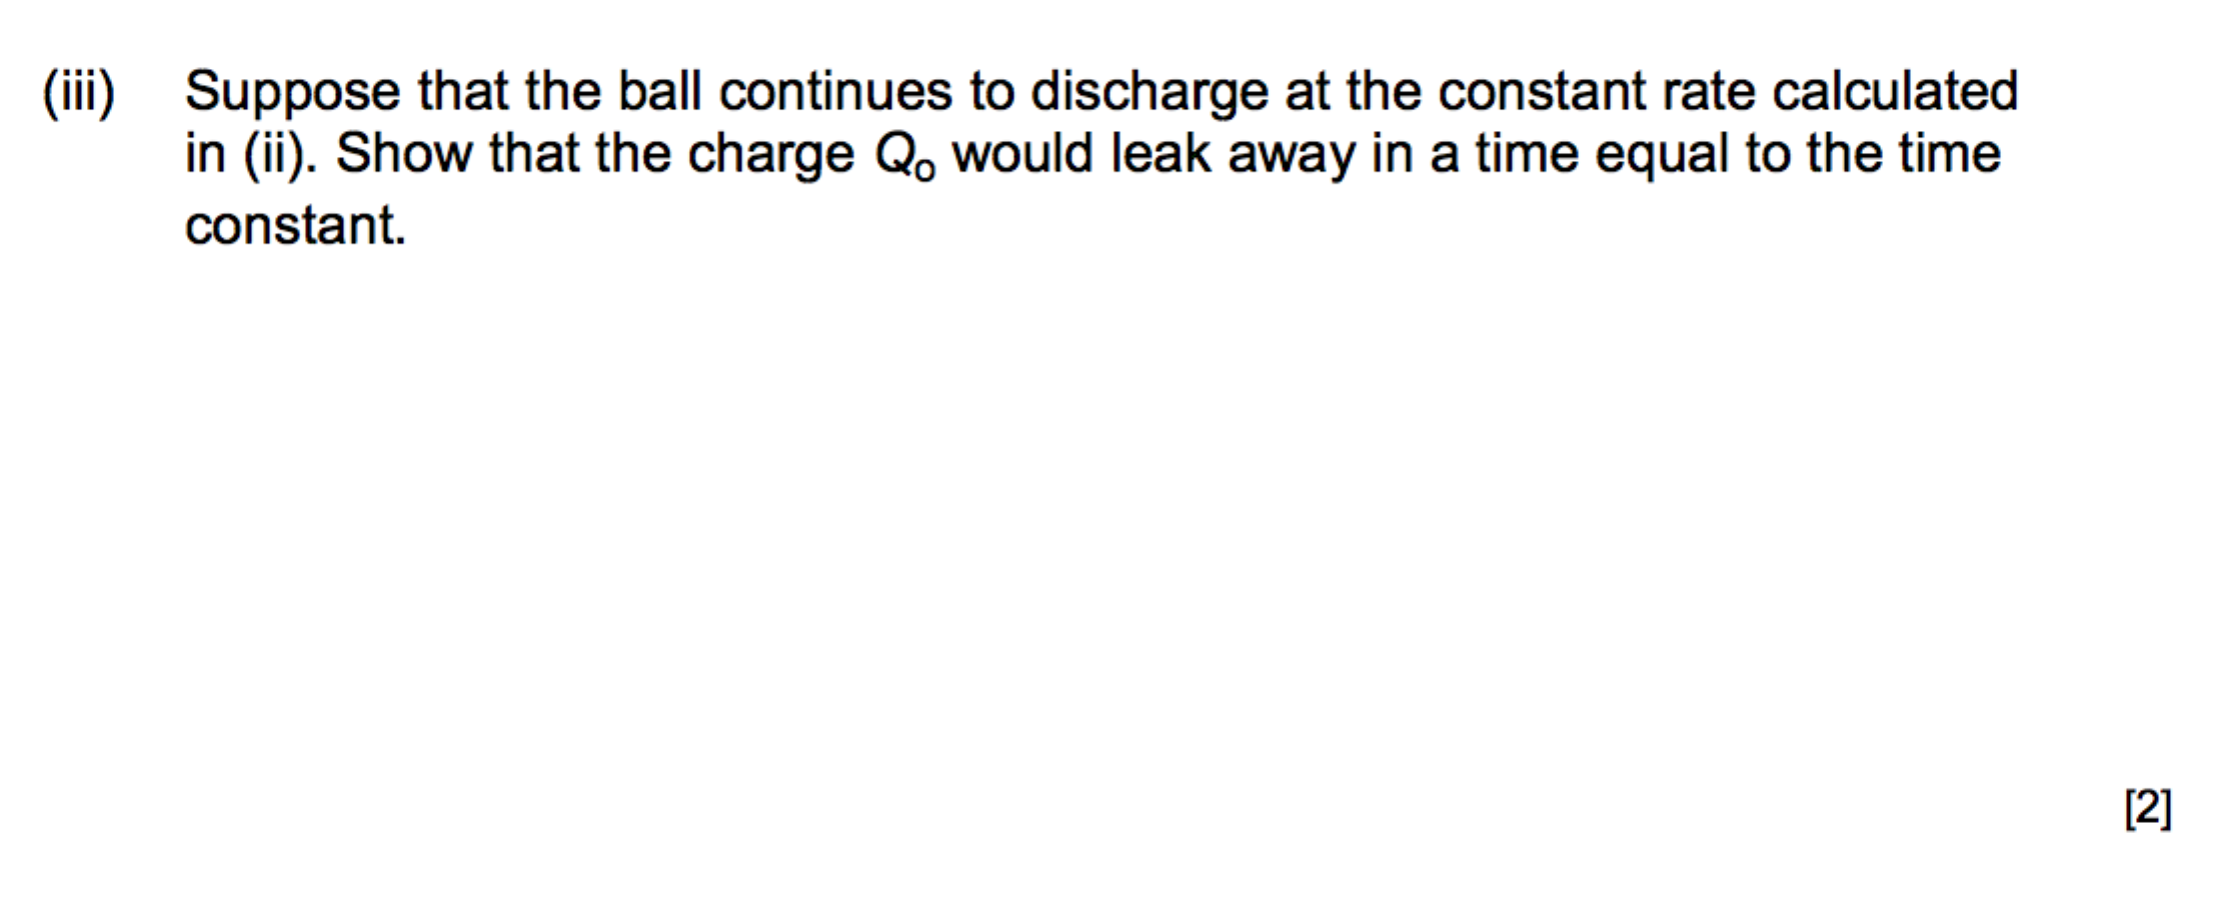 (iii) Suppose that the ball continues to discharge at the constant rate calculated
in (ii). Show that the charge Qo would leak away in a time equal to the time
constant.
[2]